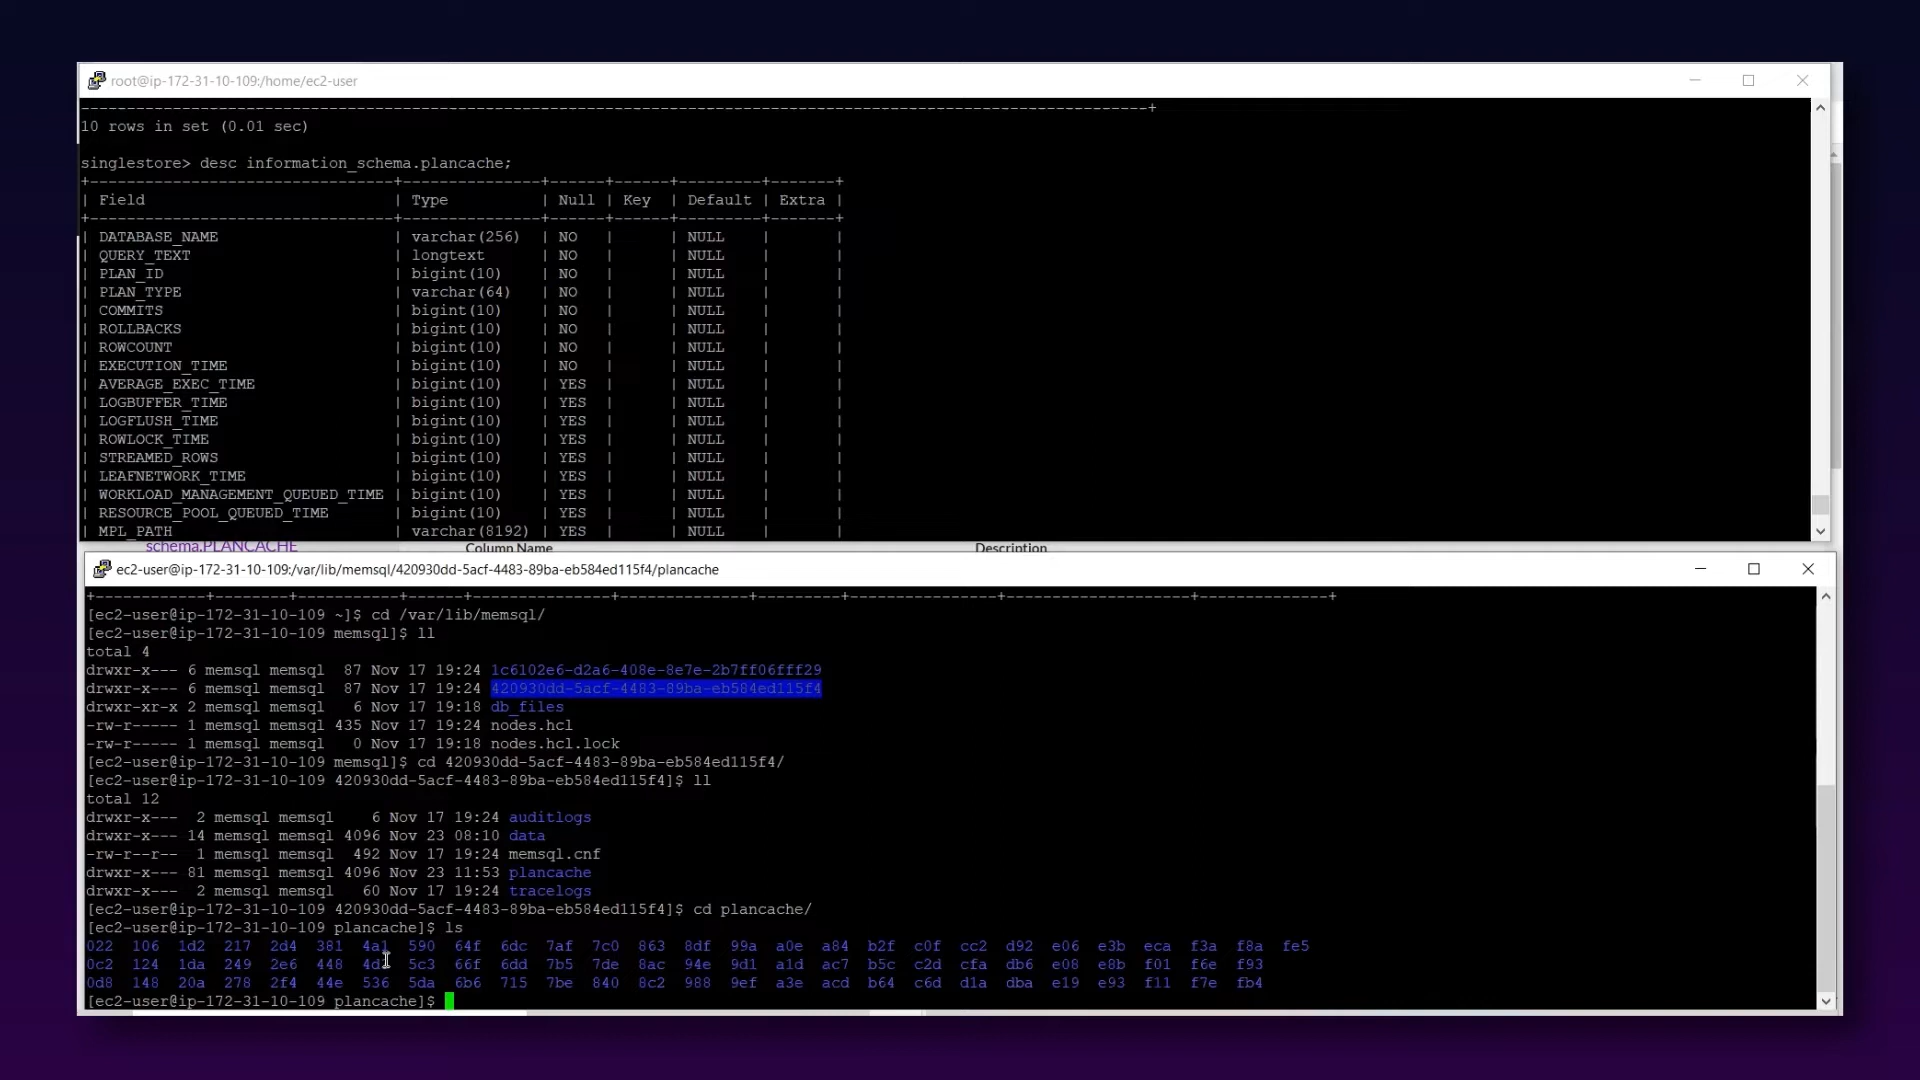 root@ip-172-31-10-109:/home/ec2-user
----------------------------------------------------------------------------------------------------------------------+
10 rows in set (0.01 sec)
singlestore> desc information_schema.plancache;
+---------------------------------+---------------+------+------+---------+-------+
| Field | Type | Null | Key | Default | Extra |
+---------------------------------+---------------+------+------+---------+-------+
| DATABASE_NAME | varchar(256) | NO | | NULL | |
| QUERY_TEXT | longtext | NO | | NULL | |
| PLAN_ID | bigint(10) | NO | | NULL | |
| PLAN_TYPE | varchar(64) | NO | | NULL | |
| COMMITS | bigint(10) | NO | | NULL | |
| ROLLBACKS | bigint(10) | NO | | NULL | |
| ROWCOUNT | bigint(10) | NO | | NULL | |
| EXECUTION_TIME | bigint(10) | NO | | NULL | |
| AVERAGE_EXEC_TIME | bigint(10) | YES | | NULL | |
| LOGBUFFER_TIME | bigint(10) | YES | | NULL | |
| LOGFLUSH_TIME | bigint(10) | YES | | NULL | |
| ROWLOCK_TIME | bigint(10) | YES | | NULL | |
| STREAMED_ROWS | bigint(10) | YES | | NULL | |
| LEAFNETWORK_TIME | bigint(10) | YES | | NULL | |
| WORKLOAD_MANAGEMENT_QUEUED_TIME | bigint(10) | YES | | NULL | |
| RESOURCE_POOL_QUEUED_TIME | bigint(10) | YES | | NULL | |
| MPL_PATH | varchar(8192) | YES | | NULL | |
schema.PLANCACHE Column Name Description
ec2-user@ip-172-31-10-109:/var/lib/memsql/420930dd-5acf-4483-89ba-eb584ed115f4/plancache
+------------+--------+-----------+------+---------------+---------------+---------+----------------+--------------------+--------------+
[ec2-user@ip-172-31-10-109 ~]$ cd /var/lib/memsql/
[ec2-user@ip-172-31-10-109 memsql]$ ll
total 4
drwxr-x--- 6 memsql memsql 87 Nov 17 19:24 1c6102e6-d2a6-408e-8e7e-2b7ff06fff29
drwxr-x--- 6 memsql memsql 87 Nov 17 19:24 420930dd-5acf-4483-89ba-eb584ed115f4
drwxr-xr-x 2 memsql memsql 6 Nov 17 19:18 db_files
-rw-r----- 1 memsql memsql 435 Nov 17 19:24 nodes.hcl
-rw-r----- 1 memsql memsql 0 Nov 17 19:18 nodes.hcl.lock
[ec2-user@ip-172-31-10-109 memsql]$ cd 420930dd-5acf-4483-89ba-eb584ed115f4/
[ec2-user@ip-172-31-10-109 420930dd-5acf-4483-89ba-eb584ed115f4]$ ll
total 12
drwxr-x--- 2 memsql memsql 6 Nov 17 19:24 auditlogs
drwxr-x--- 14 memsql memsql 4096 Nov 23 08:10 data
-rw-r--r-- 1 memsql memsql 492 Nov 17 19:24 memsql.cnf
drwxr-x--- 81 memsql memsql 4096 Nov 23 11:53 plancache
drwxr-x--- 2 memsql memsql 60 Nov 17 19:24 tracelogs
[ec2-user@ip-172-31-10-109 420930dd-5acf-4483-89ba-eb584ed115f4]$ cd plancache/
[ec2-user@ip-172-31-10-109 plancache]$ ls
022 106 1d2 217 2d4 381 4a1 590 64f 6dc 7af 7c0 863 8df 99a a0e a84 b2f c0f cc2 d92 e06 e3b eca f3a f8a fe5
0c2 124 1da 249 2e6 448 5c3 66f 6dd 7b5 7de 8ac 94e 9d1 a1d ac7 b5c c2d cfa db6 e08 e8b f01 f6e f93
0d8 148 20a 278 2f4 44e 536 5da 6b6 715 7be 840 8c2 988 9ef a3e acd b64 c6d d1a dba e19 e93 f11 f7e fb4
[ec2-user@ip-172-31-10-109 plancache]$